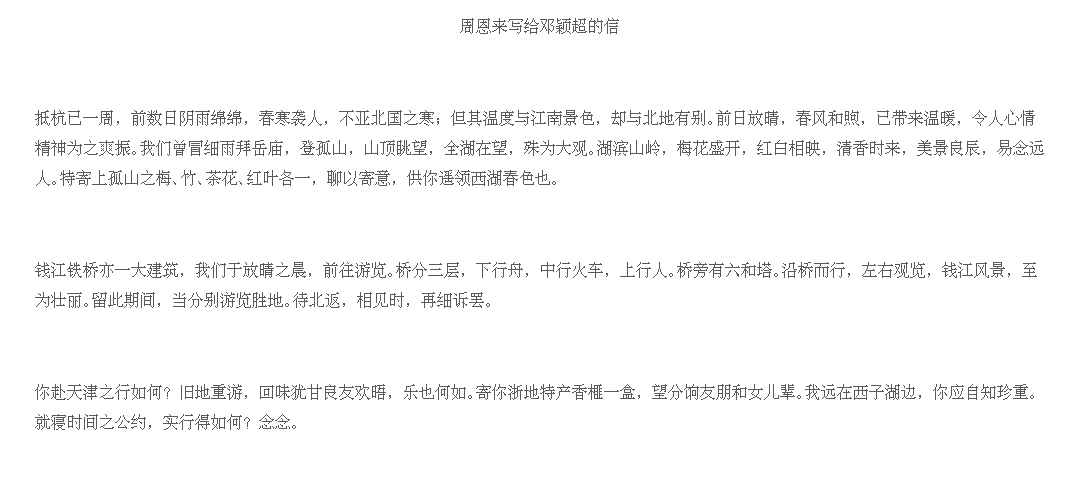 周恩来写给邓颖超的信
抵杭已一周，前数日阴雨绵绵，春寒袭人，不亚北国之寒；但其温度与江南景色，却与北地有别。前日放晴，春风和煦，已带来温暖，令人心情
精神为之爽振。我们曾冒细雨拜岳庙，登孤山，山顶眺望，全湖在望，殊为大观。湖滨山岭，梅花盛开，红白相映，清香时来，美景良辰，易念远
人。特寄上孤山之梅、竹、茶花、红叶各一，聊以寄意，供你遥领西湖春色也。
钱江铁桥亦一大建筑，我们于放晴之晨，前往游览。桥分三层，下行舟，中行火车，上行人。桥旁有六和塔。沿桥而行，左右观览，钱江风景，至
为壮丽。留此期间，当分别游览胜地。待北返，相见时，再细诉罢。
你赴天津之行如何？旧地重游，回味犹甘良友欢晤，乐也何如。寄你浙地特产香榧一盒，望分饷友朋和女儿辈。我远在西子湖边，你应自知珍重。
就寝时间之公约，实行得如何？念念。